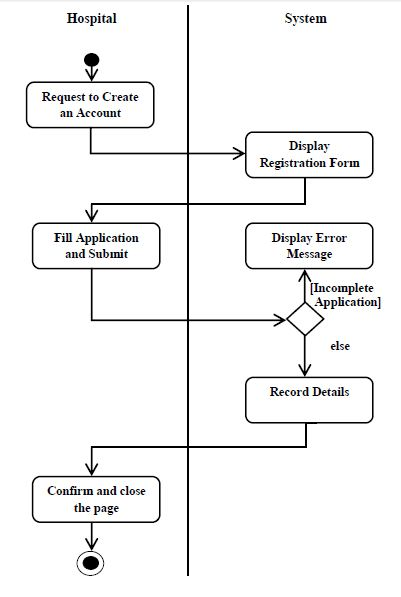 Hospital
System
Request to Create
an Account
Display
Registration Form
Fill Application
and Submit
Display Error
Message
[Incomplete
Application]
else
Record Details
Confirm and close
the page